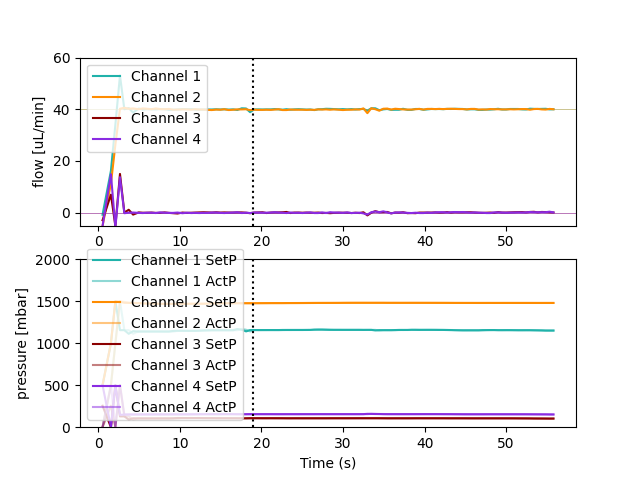 60
40
20
0
flow [uL/min]
Channel 1
Channel 2
Channel 3
Channel 4
0 10 20 30 40 50
2000
1500
1000
500
0
pressure [mbar]
Channel 1 SetP
Channel 1 ActP
Channel 2 SetP
Channel 2 ActP
Channel 3 SetP
Channel 3 ActP
Channel 4 SetP
Channel 4 ActP
0 10 20 30 40 50
Time (s)